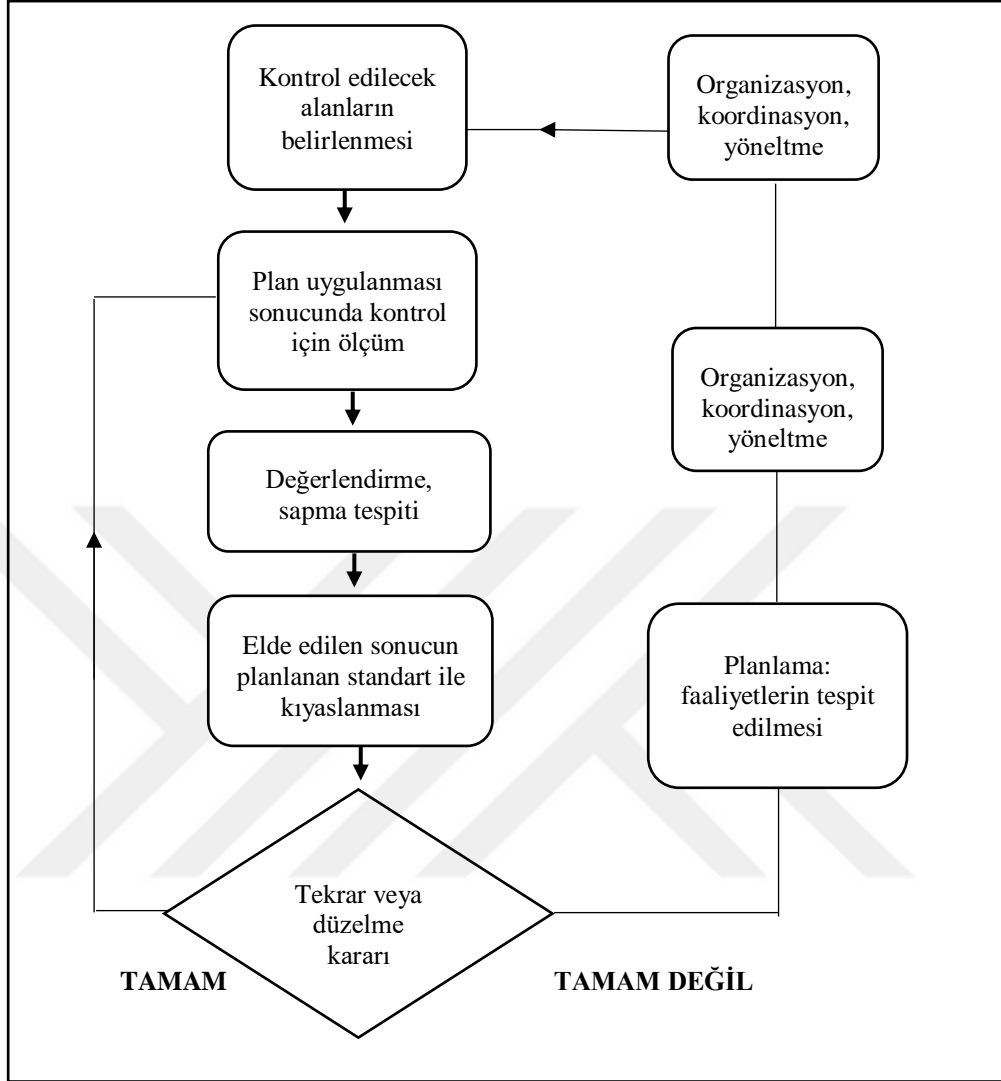 Kontrol edilecek
alanların
belirlenmesi
Organizasyon,
koordinasyon,
yöneltme
Plan uygulanması
sonucunda kontrol
için ölçüm
Organizasyon,
koordinasyon,
yöneltme
Değerlendirme,
sapma tespiti
Elde edilen sonucun
planlanan standart ile
kıyaslanması
Planlama:
faaliyetlerin tespit
edilmesi
Tekrar veya
düzelme
kararı
TAMAM
TAMAM DEĞİL